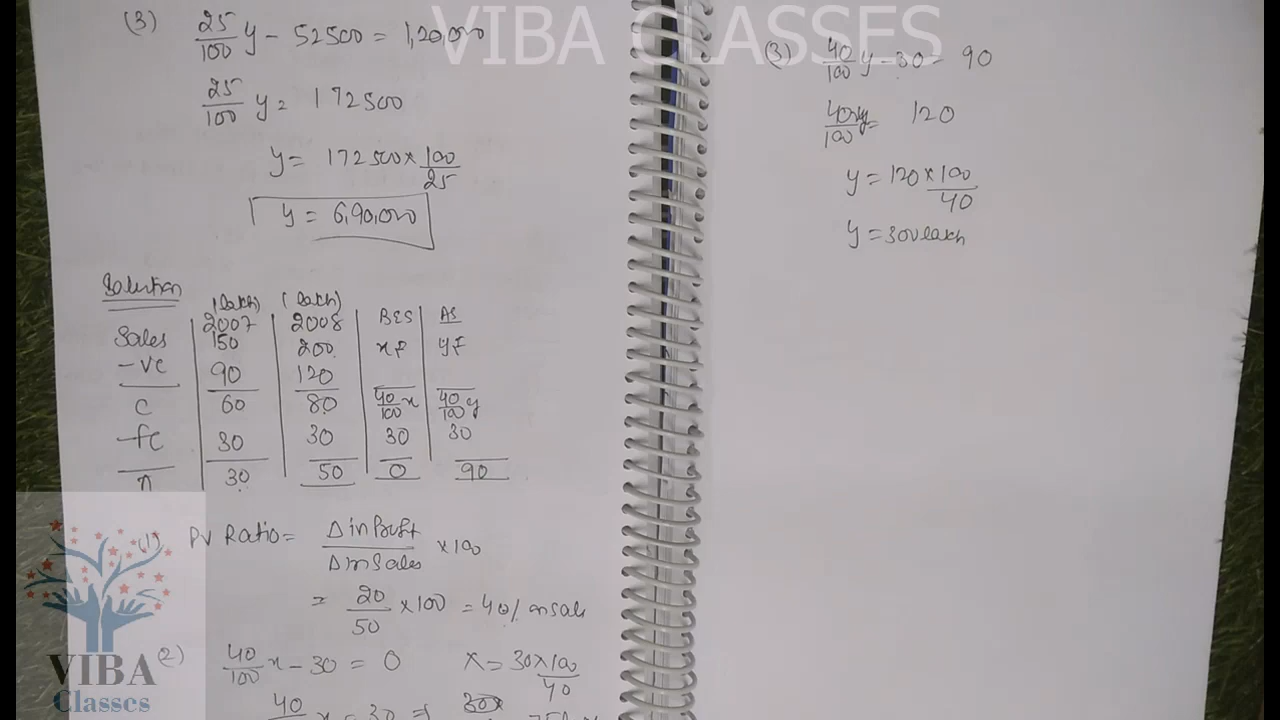 VIBA CLASSES
(3) 25/100 y - 52500 = 1,20,000
25/100 y = 172500
y = 172500 × 100/25
y = 6,90,000
Solution
(Lakh) (Lakh)
2007 2008 BES AS
Sales 150 200 x₹ y₹
-VC 90 120
C 60 80 40/100 x 40/100 y
-FC 30 30 30 30
π 30 50 0 90
(1) PV Ratio = Δ in Profit / Δ in Sales × 100
= 20/50 × 100 = 40% on sale
(2) 40/100 x - 30 = 0 x = 30×100/40
40 x = 30 ⇒
(3) 40/100 y - 30 = 90
40×y/100 = 120
y = 120 × 100/40
y = 300 lakh
VIBA
Classes